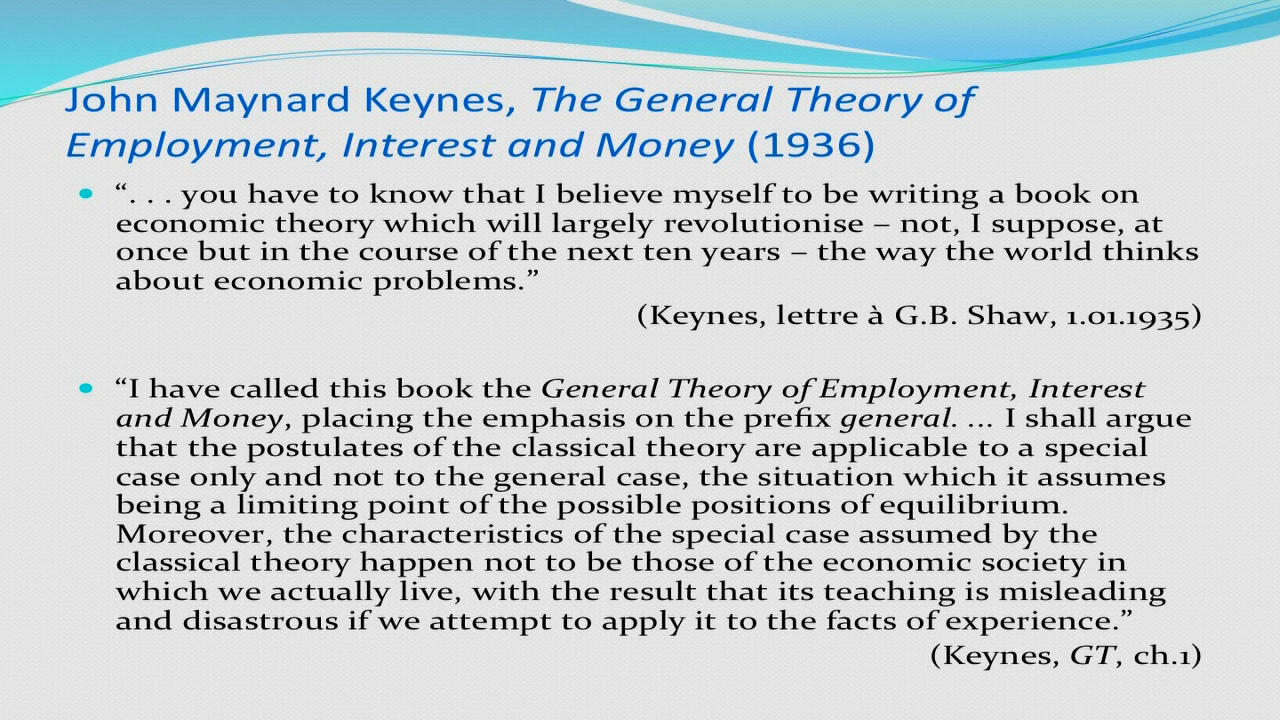 John Maynard Keynes, The General Theory of
Employment, Interest and Money (1936)
• “. . . you have to know that I believe myself to be writing a book on
economic theory which will largely revolutionise – not, I suppose, at
once but in the course of the next ten years – the way the world thinks
about economic problems.”
(Keynes, lettre à G.B. Shaw, 1.01.1935)
• “I have called this book the General Theory of Employment, Interest
and Money, placing the emphasis on the prefix general. ... I shall argue
that the postulates of the classical theory are applicable to a special
case only and not to the general case, the situation which it assumes
being a limiting point of the possible positions of equilibrium.
Moreover, the characteristics of the special case assumed by the
classical theory happen not to be those of the economic society in
which we actually live, with the result that its teaching is misleading
and disastrous if we attempt to apply it to the facts of experience.”
(Keynes, GT, ch.1)